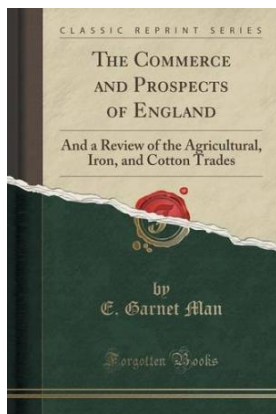 CLASSIC REPRINT SERIES
THE COMMERCE
AND PROSPECTS
OF ENGLAND
And a Review of the Agricultural,
Iron, and Cotton Trades
by
E. Garnet Man
Forgotten Books